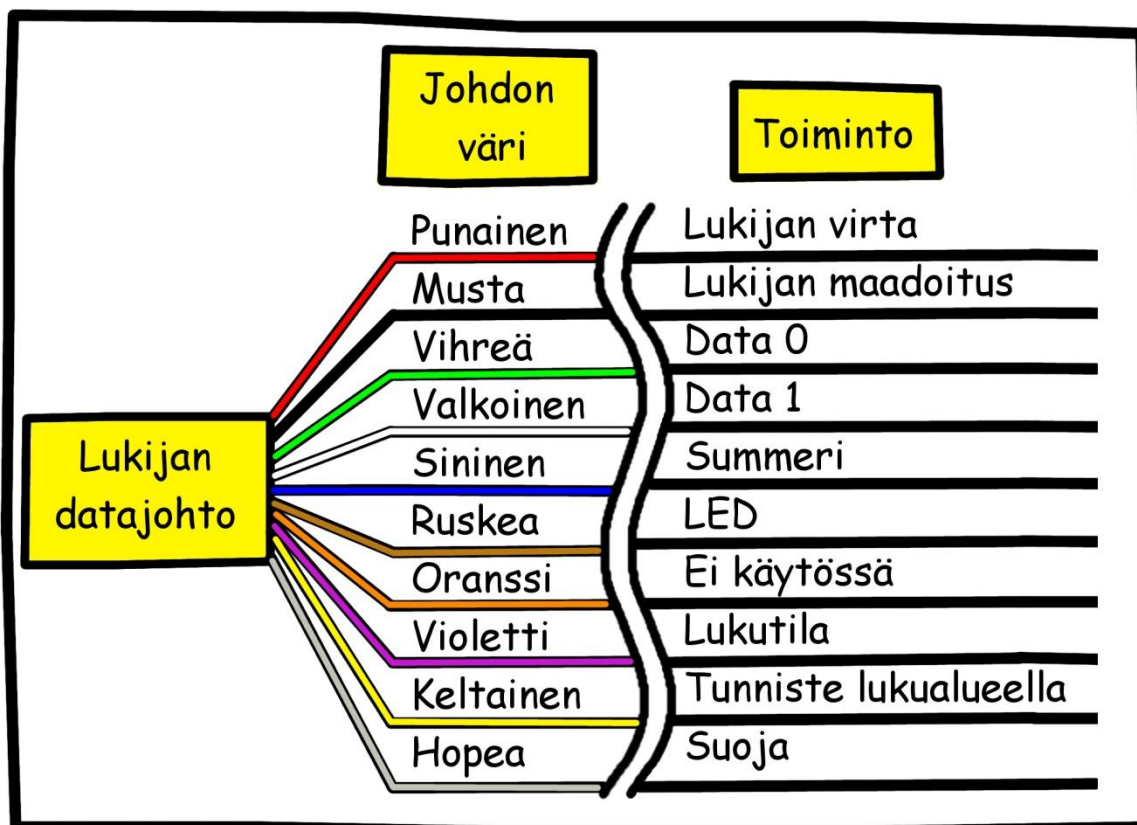 Johdon
väri
Toiminto
Punainen Lukijan virta
Musta Lukijan maadoitus
Vihreä Data 0
Valkoinen Data 1
Sininen Summeri
Ruskea LED
Oranssi Ei käytössä
Violetti Lukutila
Keltainen Tunniste lukualueella
Hopea Suoja
Lukijan
datajohto